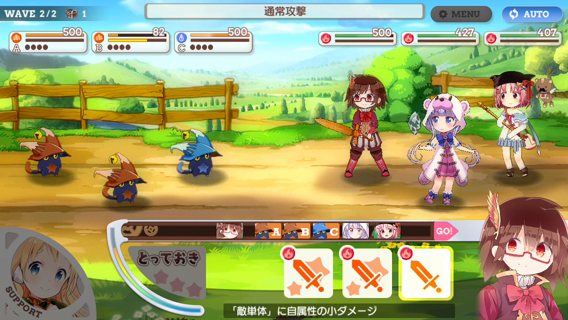 WAVE 2/2 1
通常攻撃
MENU
AUTO
500 82 500
A B C
500 427 407
A B C GO!
とっておき
SUPPORT
「敵単体」に自属性の小ダメージ